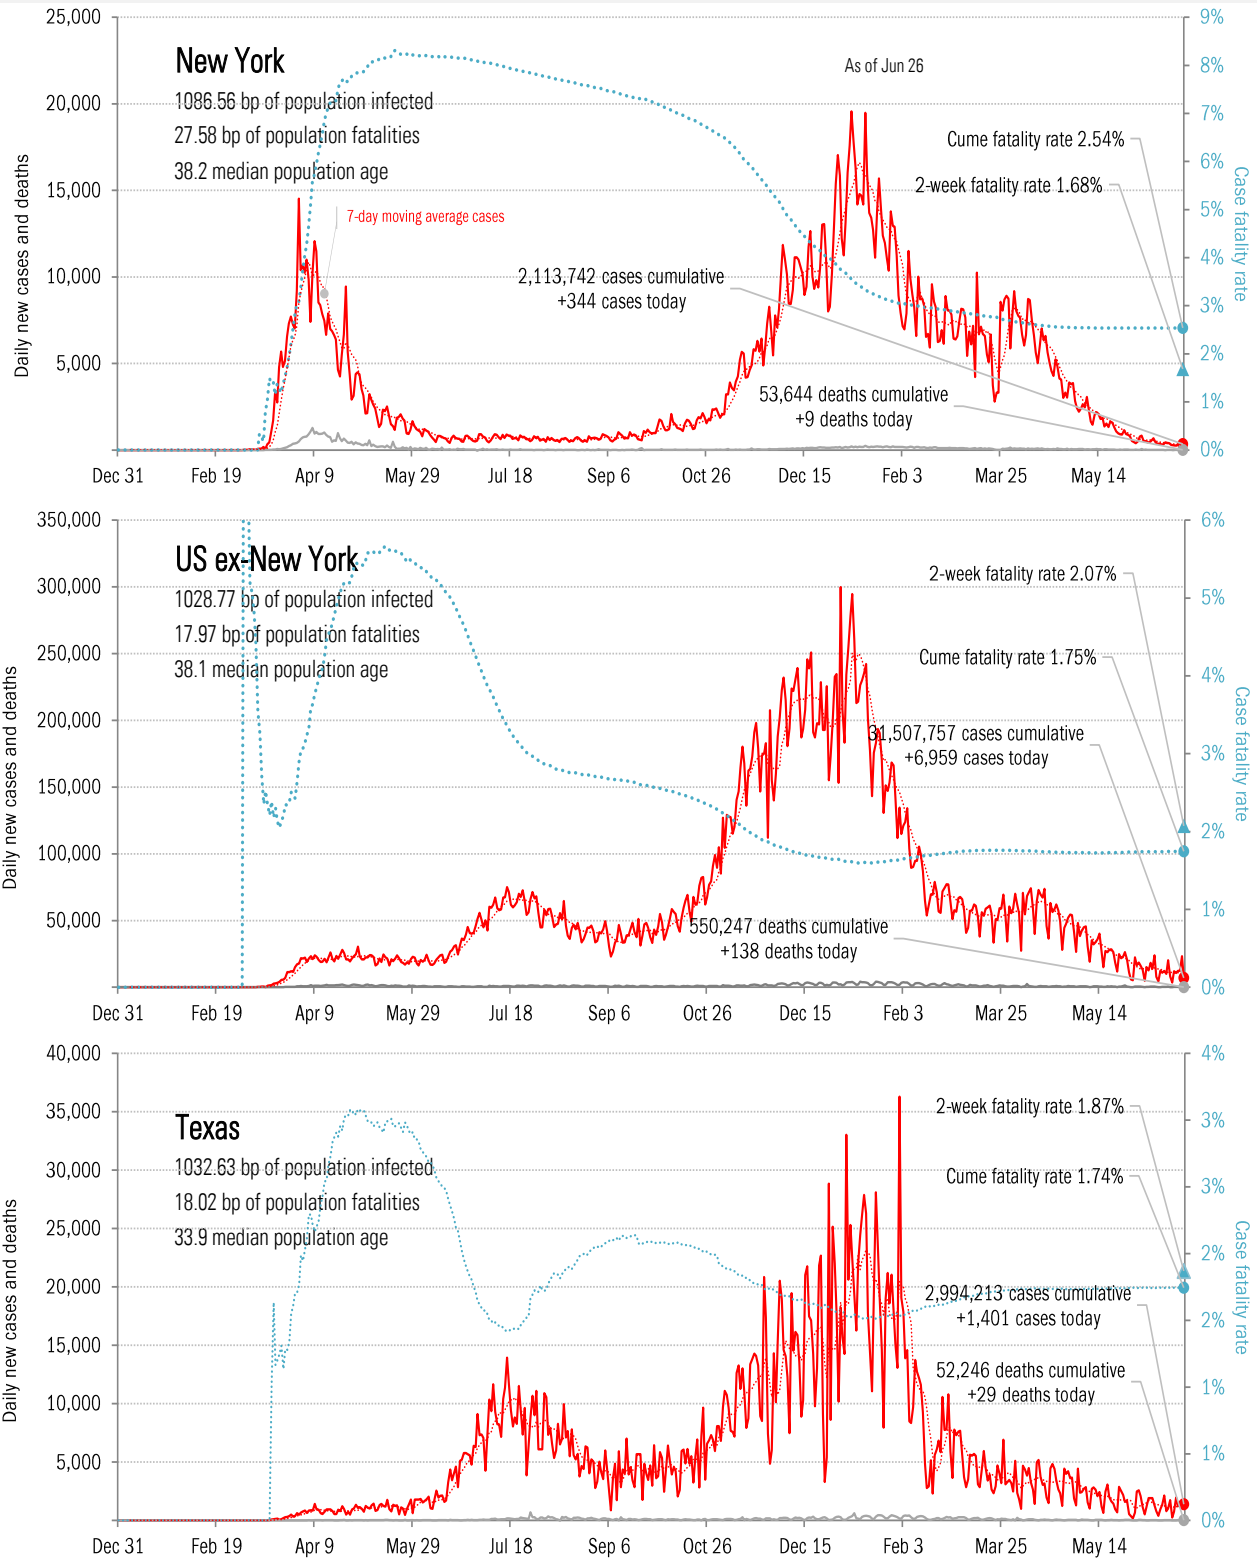 25,000
20,000
15,000
10,000
5,000
Daily new cases and deaths
New York
1086.56 bp of population infected
27.58 bp of population fatalities
38.2 median population age
7-day moving average cases
As of Jun 26
Cume fatality rate 2.54%
2-week fatality rate 1.68%
2,113,742 cases cumulative
+344 cases today
53,644 deaths cumulative
+9 deaths today
9%
8%
7%
6%
5%
4%
3%
2%
1%
0%
Case fatality rate
Dec 31 Feb 19 Apr 9 May 29 Jul 18 Sep 6 Oct 26 Dec 15 Feb 3 Mar 25 May 14
350,000
300,000
250,000
200,000
150,000
100,000
50,000
Daily new cases and deaths
US ex-New York
1028.77 bp of population infected
17.97 bp of population fatalities
38.1 median population age
2-week fatality rate 2.07%
Cume fatality rate 1.75%
31,507,757 cases cumulative
+6,959 cases today
550,247 deaths cumulative
+138 deaths today
6%
5%
4%
3%
2%
1%
0%
Case fatality rate
Dec 31 Feb 19 Apr 9 May 29 Jul 18 Sep 6 Oct 26 Dec 15 Feb 3 Mar 25 May 14
40,000
35,000
30,000
25,000
20,000
15,000
10,000
5,000
Daily new cases and deaths
Texas
1032.63 bp of population infected
18.02 bp of population fatalities
33.9 median population age
2-week fatality rate 1.87%
Cume fatality rate 1.74%
2,994,213 cases cumulative
+1,401 cases today
52,246 deaths cumulative
+29 deaths today
4%
3%
3%
2%
2%
1%
1%
0%
Case fatality rate
Dec 31 Feb 19 Apr 9 May 29 Jul 18 Sep 6 Oct 26 Dec 15 Feb 3 Mar 25 May 14